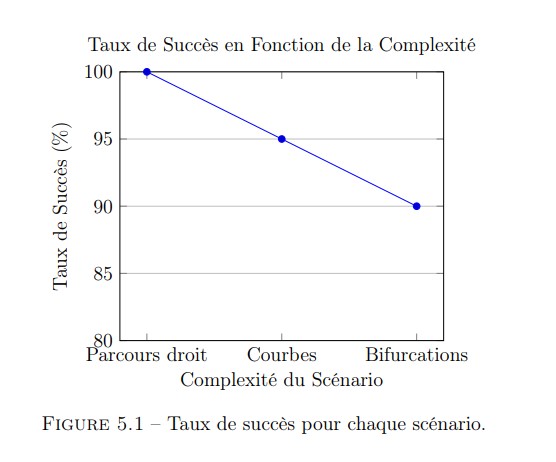 Taux de Succès en Fonction de la Complexité
100
95
90
85
80
Taux de Succès (%)
Parcours droit Courbes Bifurcations
Complexité du Scénario
FIGURE 5.1 – Taux de succès pour chaque scénario.